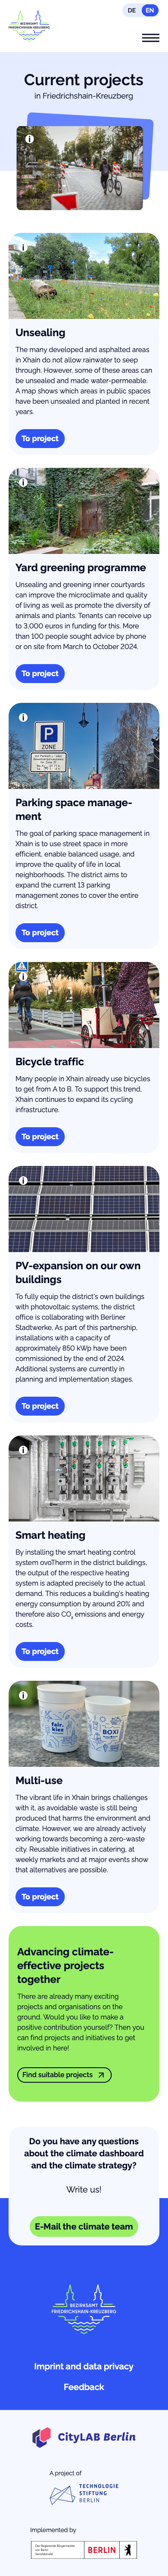 BEZIRKSAMT
FRIEDRICHSHAIN-KREUZBERG
DE EN
Current projects
in Friedrichshain-Kreuzberg
Unsealing
The many developed and asphalted areas
in Xhain do not allow rainwater to seep
through. However, some of these areas can
be unsealed and made water-permeable.
A map shows which areas in public spaces
have been unsealed and planted in recent
years.
To project
Yard greening programme
Unsealing and greening inner courtyards
can improve the microclimate and quality
of living as well as promote the diversity of
animals and plants. Tenants can receive up
to 3,000 euros in funding for this. More
than 100 people sought advice by phone
or on site from March to October 2024.
To project
P
ZONE
Parking space manage-
ment
The goal of parking space management in
Xhain is to use street space in more
efficient, enable balanced usage, and
improve the quality of life in local
neighborhoods. The district aims to
expand the current 13 parking
management zones to cover the entire
district.
To project
Bicycle traffic
Many people in Xhain already use bicycles
to get from A to B. To support this trend,
Xhain continues to expand its cycling
infrastructure.
To project
PV-expansion on our own
buildings
To fully equip the district's own buildings
with photovoltaic systems, the district
office is collaborating with Berliner
Stadtwerke. As part of this partnership,
installations with a capacity of
approximately 850 kWp have been
commissioned by the end of 2024.
Additional systems are currently in
planning and implementation stages.
To project
Smart heating
By installing the smart heating control
system ovoTherm in the district buildings,
the output of the respective heating
system is adapted precisely to the actual
demand. This reduces a building's heating
energy consumption by around 20% and
therefore also CO₂ emissions and energy
costs.
To project
fair.
kiez
BOXI
Multi-use
The vibrant life in Xhain brings challenges
with it, as avoidable waste is still being
produced that harms the environment and
climate. However, we are already actively
working towards becoming a zero-waste
city. Reusable initiatives in catering, at
weekly markets and at major events show
that alternatives are possible.
To project
Advancing climate-
effective projects
together
There are already many exciting
projects and organisations on the
ground. Would you like to make a
positive contribution yourself? Then you
can find projects and initiatives to get
involved in here!
Find suitable projects
Do you have any questions
about the climate dashboard
and the climate strategy?
Write us!
E-Mail the climate team
BEZIRKSAMT
FRIEDRICHSHAIN-KREUZBERG
Imprint and data privacy
Feedback
CityLAB Berlin
A project of
TECHNOLOGIE
STIFTUNG
BERLIN
Implemented by
Der Regierende Bürgermeister
von Berlin
Senatskanzlei
BERLIN